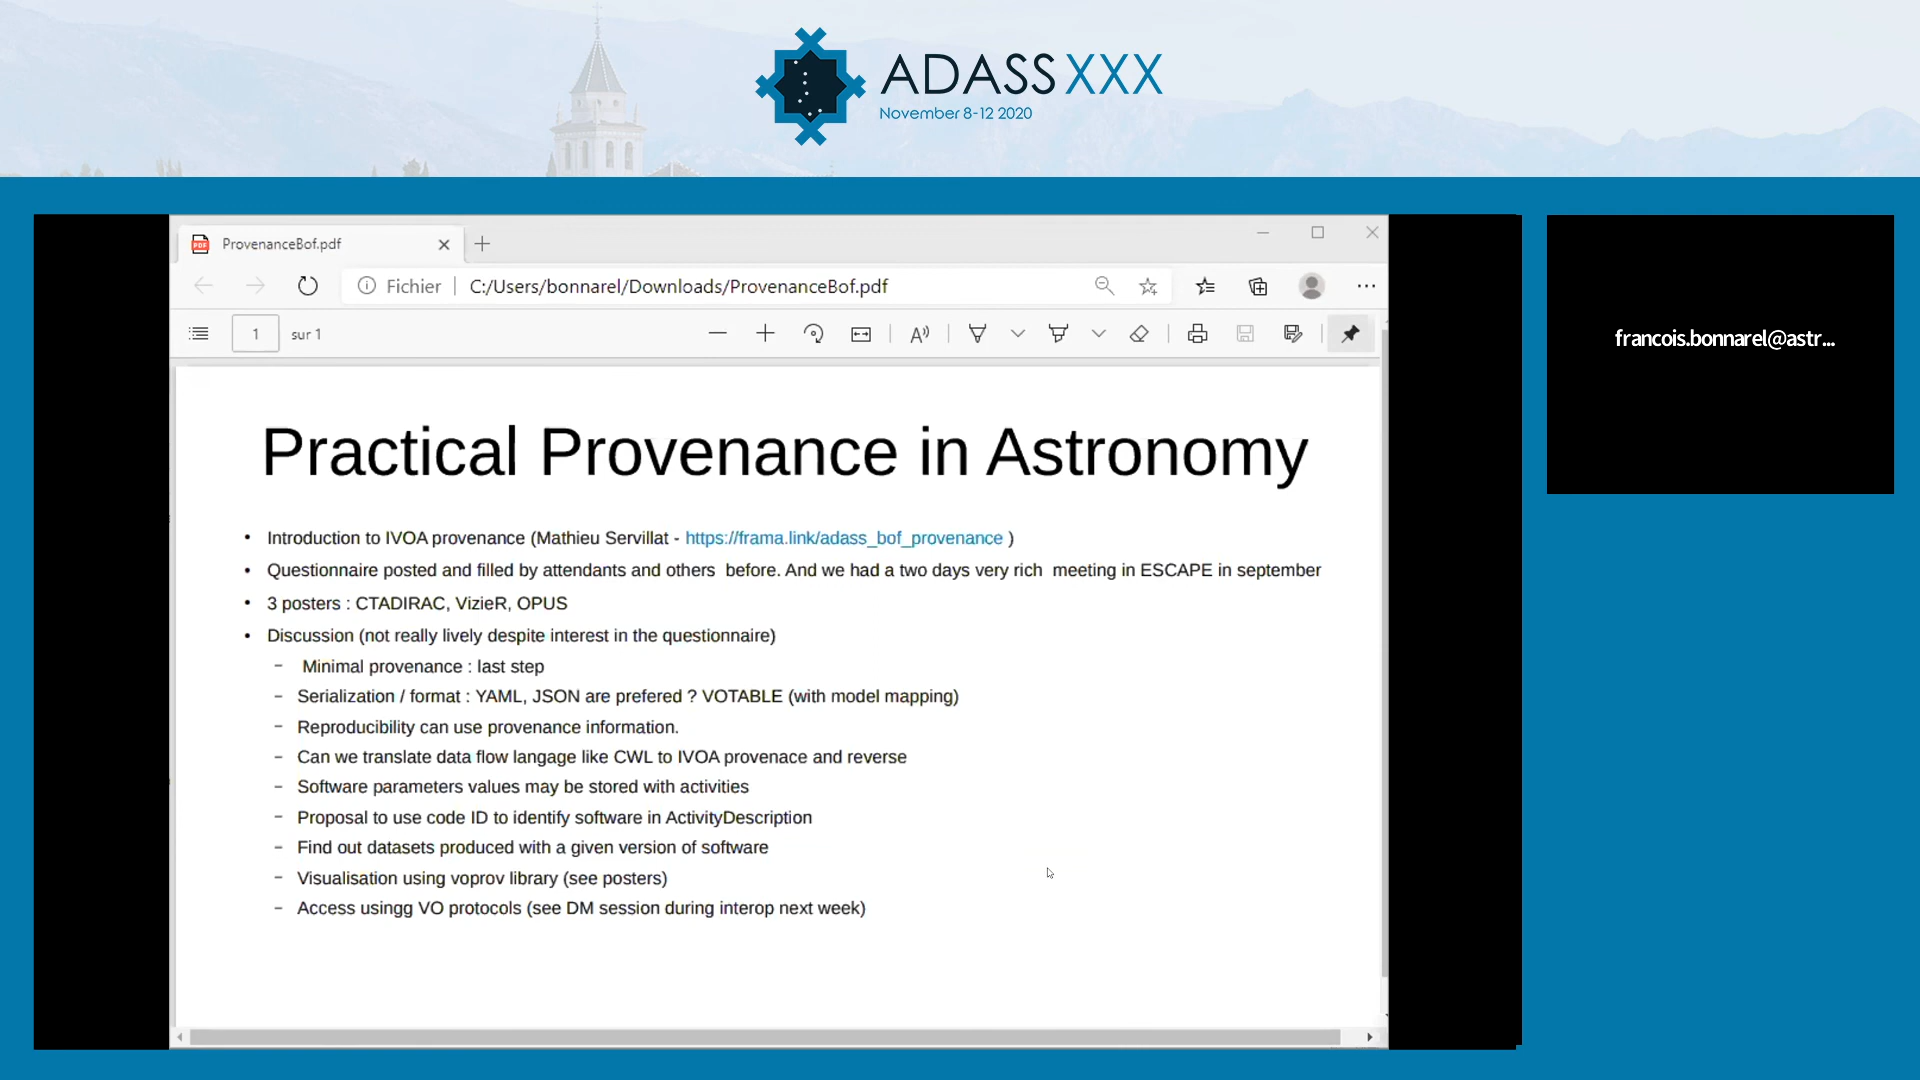 ADASS XXX
November 8-12 2020
ProvenanceBof.pdf
Fichier C:/Users/bonnarel/Downloads/ProvenanceBof.pdf
1 sur 1
francois.bonnarel@astr...
Practical Provenance in Astronomy
• Introduction to IVOA provenance (Mathieu Servillat - https://frama.link/adass_bof_provenance )
• Questionnaire posted and filled by attendants and others before. And we had a two days very rich meeting in ESCAPE in september
• 3 posters : CTADIRAC, VizieR, OPUS
• Discussion (not really lively despite interest in the questionnaire)
– Minimal provenance : last step
– Serialization / format : YAML, JSON are prefered ? VOTABLE (with model mapping)
– Reproducibility can use provenance information.
– Can we translate data flow langage like CWL to IVOA provenace and reverse
– Software parameters values may be stored with activities
– Proposal to use code ID to identify software in ActivityDescription
– Find out datasets produced with a given version of software
– Visualisation using voprov library (see posters)
– Access usingg VO protocols (see DM session during interop next week)